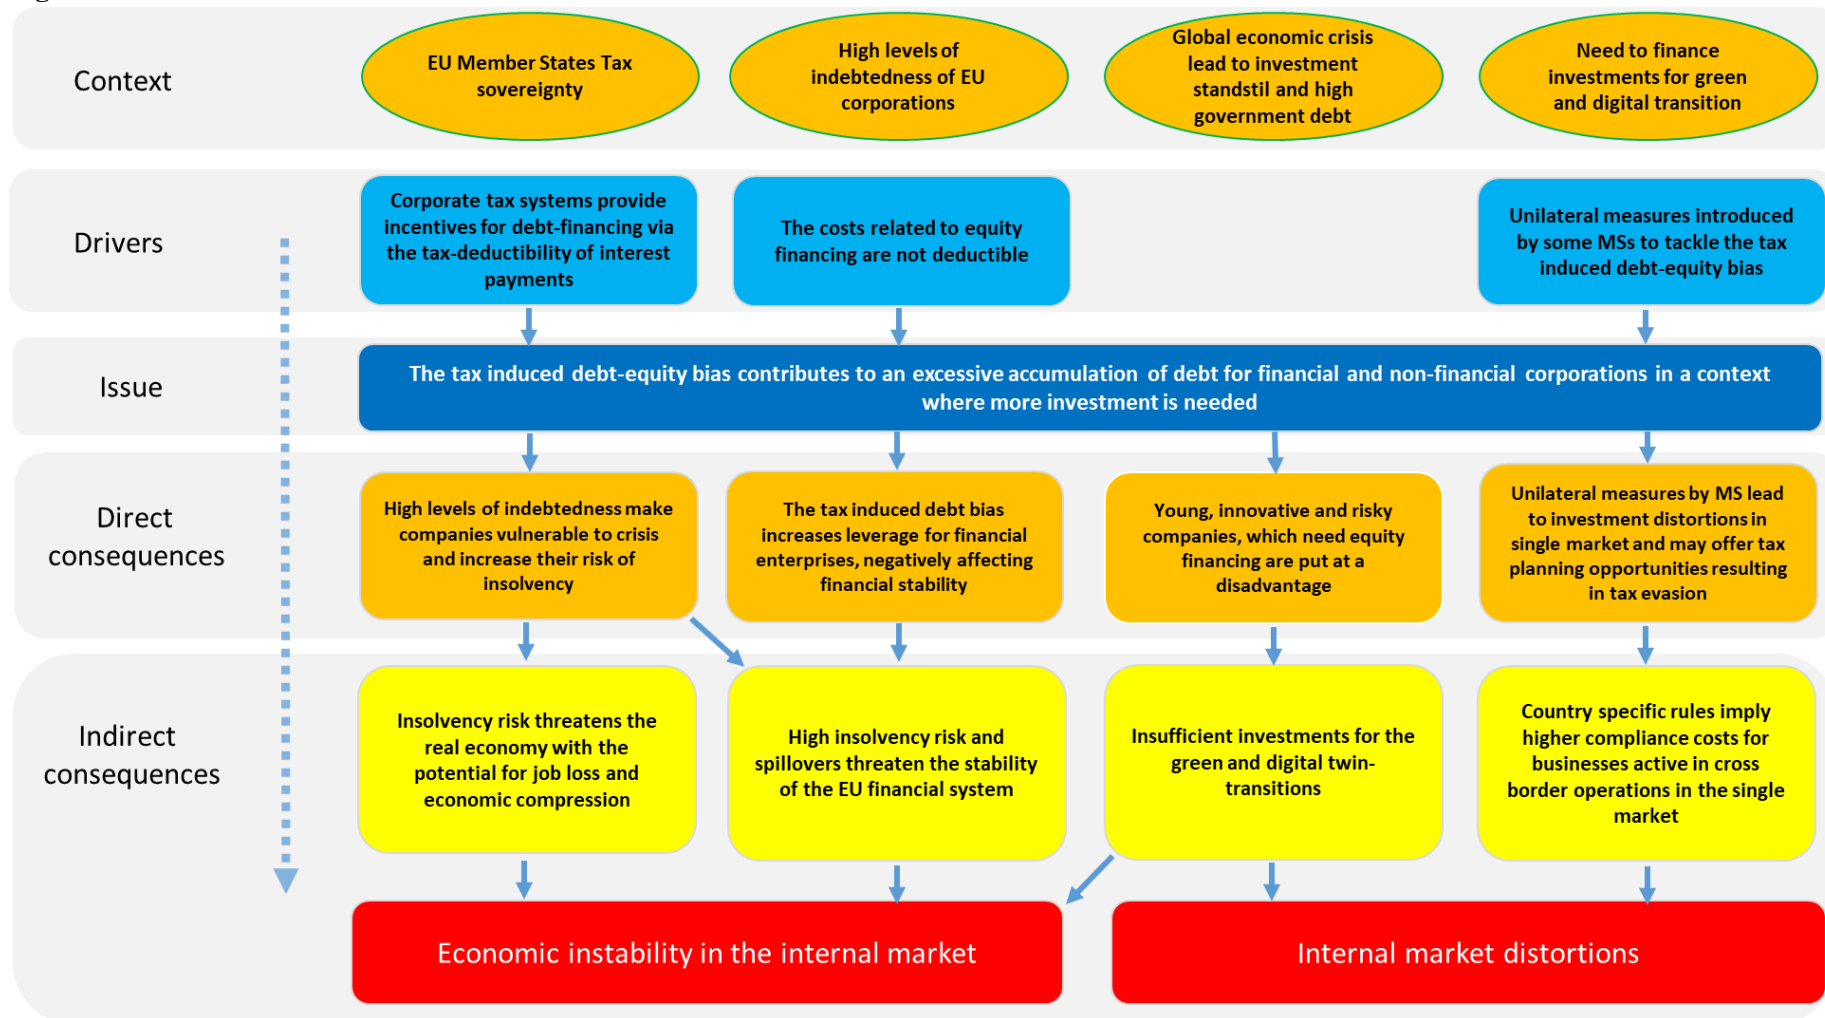 Context
EU Member States Tax
sovereignty
High levels of
indebtedness of EU
corporations
Global economic crisis
lead to investment
standstil and high
government debt
Need to finance
investments for green
and digital transition
Drivers
Corporate tax systems provide
incentives for debt-financing via
the tax-deductibility of interest
payments
The costs related to equity
financing are not deductible
Unilateral measures introduced
by some MSs to tackle the tax
induced debt-equity bias
Issue
The tax induced debt-equity bias contributes to an excessive accumulation of debt for financial and non-financial corporations in a context
where more investment is needed
Direct
consequences
High levels of indebtedness make
companies vulnerable to crisis
and increase their risk of
insolvency
The tax induced debt bias
increases leverage for financial
enterprises, negatively affecting
financial stability
Young, innovative and risky
companies, which need equity
financing are put at a
disadvantage
Unilateral measures by MS lead
to investment distortions in
single market and may offer tax
planning opportunities resulting
in tax evasion
Indirect
consequences
Insolvency risk threatens the
real economy with the
potential for job loss and
economic compression
High insolvency risk and
spillovers threaten the stability
of the EU financial system
Insufficient investments for the
green and digital twin-
transitions
Country specific rules imply
higher compliance costs for
businesses active in cross
border operations in the single
market
Economic instability in the internal market
Internal market distortions